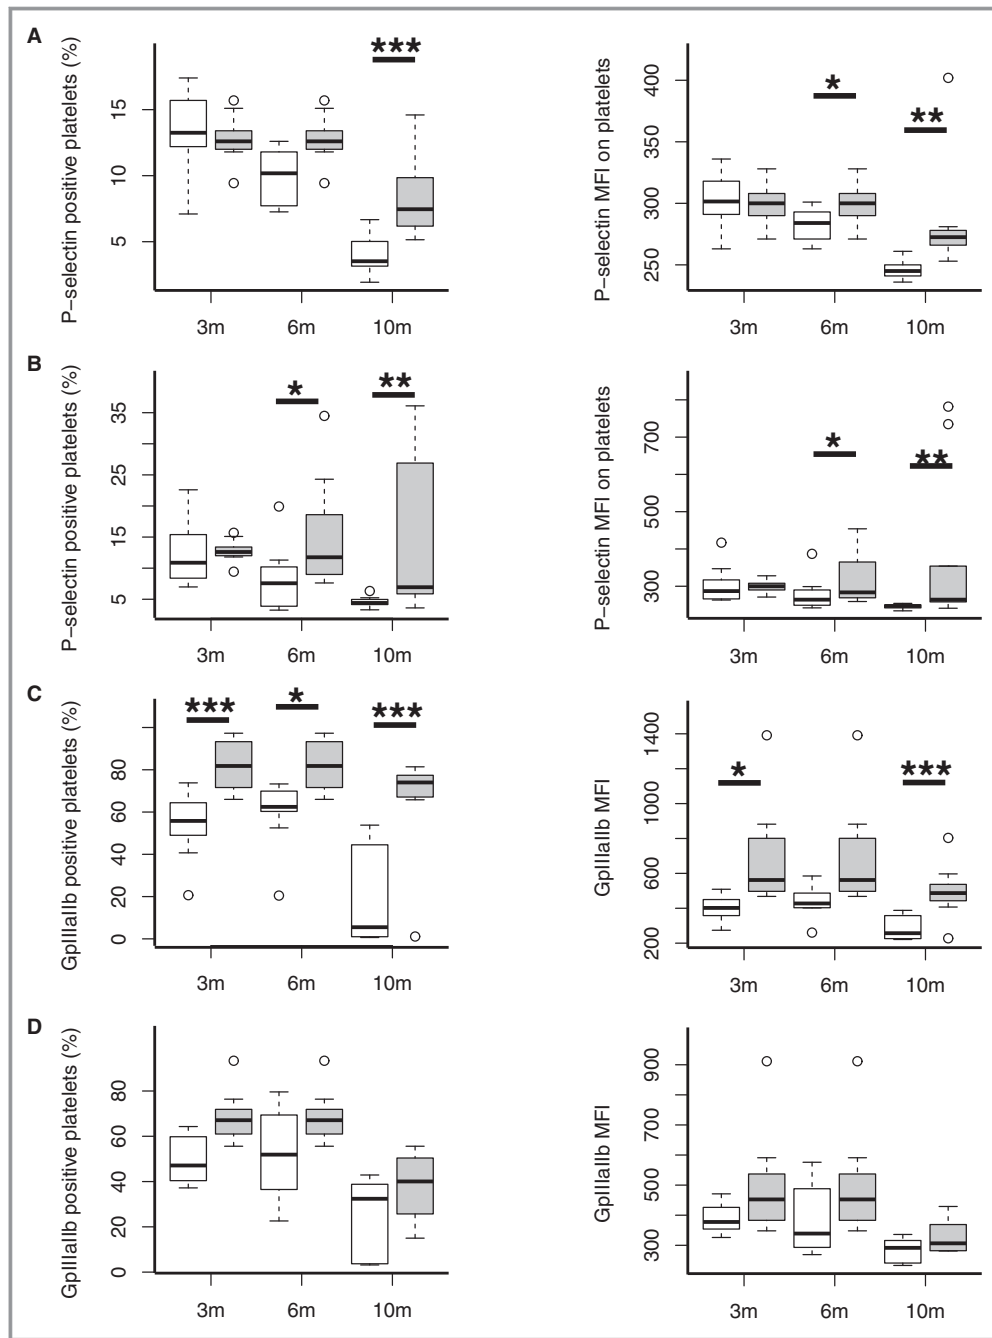 A
P−selectin positive platelets (%)
15
10
5
***
3m
6m
10m
P−selectin MFI on platelets
400
350
300
250
*
**
3m
6m
10m
B
P−selectin positive platelets (%)
35
25
15
5
*
**
3m
6m
10m
P−selectin MFI on platelets
700
500
300
*
**
3m
6m
10m
C
GpIIIaIIb positive platelets (%)
80
60
40
20
0
***
*
***
3m
6m
10m
GpIIIaIIb MFI
1400
1000
600
200
*
***
3m
6m
10m
D
GpIIIaIIb positive platelets (%)
80
60
40
20
0
3m
6m
10m
GpIIIaIIb MFI
900
700
500
300
3m
6m
10m